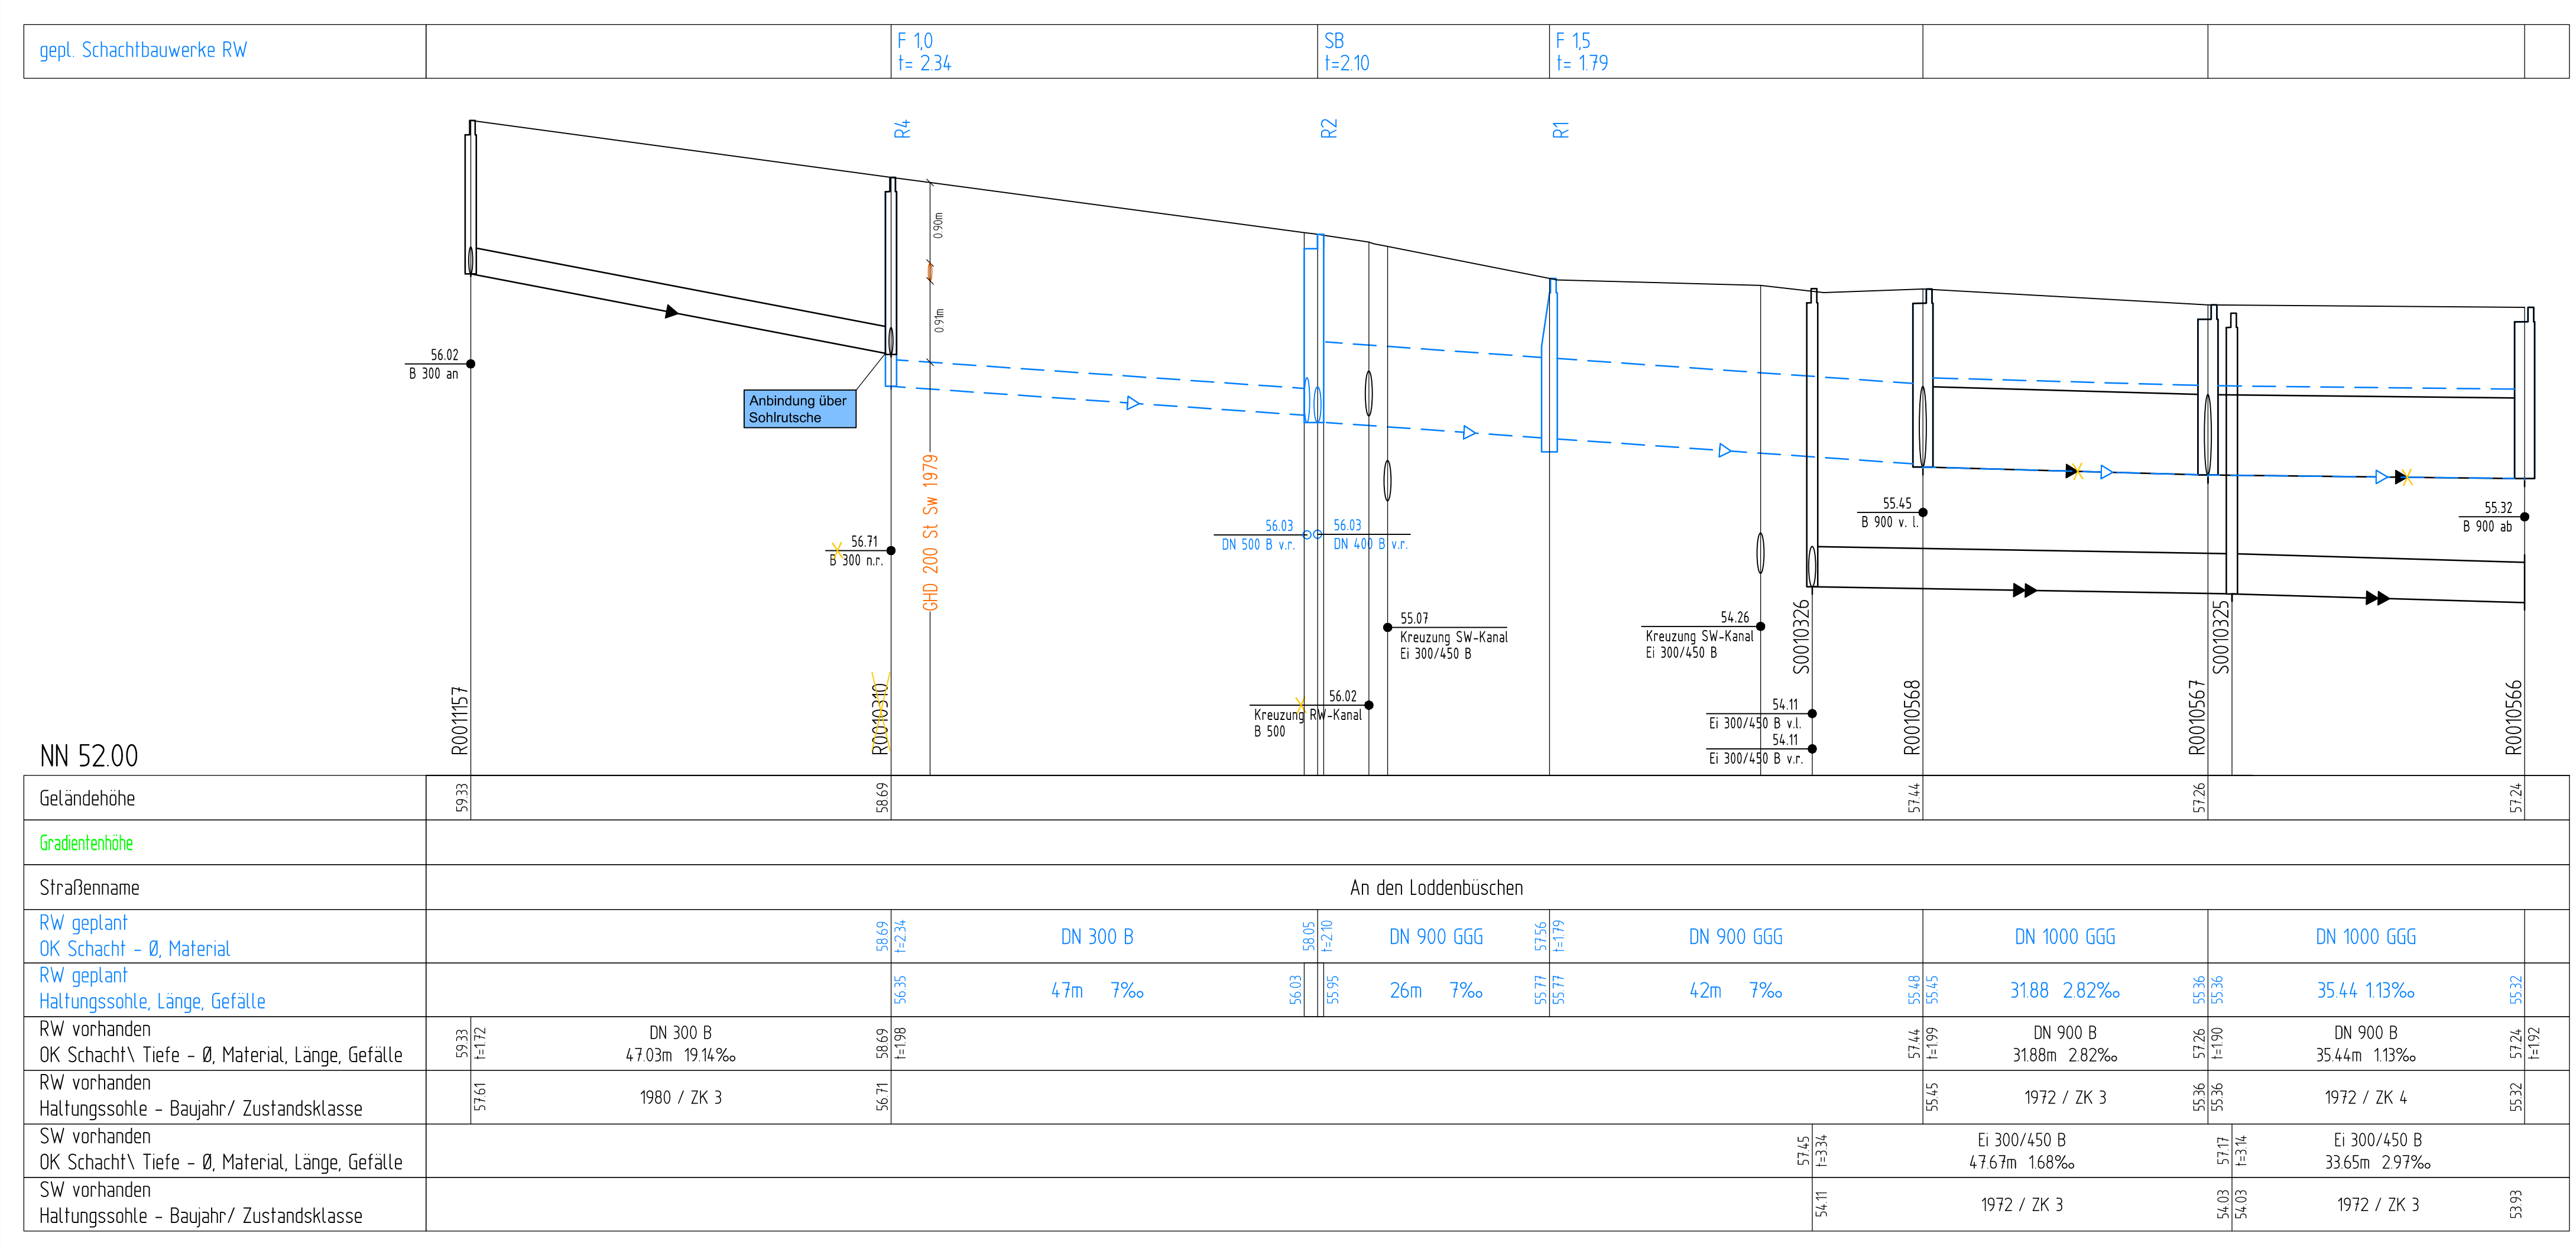 gepl. Schachtbauwerke RW
F 1,0
t= 2.34
SB
t=2.10
F 1,5
t= 1.79
R4
R2
R1
0.90m
0.91m
56.02
B 300 an
Anbindung über
Sohlrutsche
GHD 200 St Sw 1979
56.71
B 300 n.r.
56.03
DN 500 B v.r.
56.03
DN 400 B v.r.
55.07
Kreuzung SW-Kanal
Ei 300/450 B
56.02
Kreuzung RW-Kanal
B 500
54.26
Kreuzung SW-Kanal
Ei 300/450 B
55.45
B 900 v. l.
55.32
B 900 ab
54.11
Ei 300/450 B v.l.
54.11
Ei 300/450 B v.r.
R0011157
R0010310
S0010326
R0010568
R0010567
S0010325
R0010566
NN 52.00
Geländehöhe
59.33
58.69
57.44
57.26
57.24
Gradientenhöhe
Straßenname
An den Loddenbüschen
RW geplant
OK Schacht - Ø, Material
58.69
t=2.34
DN 300 B
58.05
t=2.10
DN 900 GGG
57.56
t=1.79
DN 900 GGG
DN 1000 GGG
DN 1000 GGG
RW geplant
Haltungssohle, Länge, Gefälle
56.35
47m 7‰
56.03
55.95
26m 7‰
55.77
55.77
42m 7‰
55.48
55.45
31.88 2.82‰
55.36
55.36
35.44 1.13‰
55.32
RW vorhanden
OK Schacht\ Tiefe - Ø, Material, Länge, Gefälle
59.33
t=1.72
DN 300 B
47.03m 19.14‰
58.69
t=1.98
57.44
t=1.99
DN 900 B
31.88m 2.82‰
57.26
t=1.90
DN 900 B
35.44m 1.13‰
57.24
t=1.92
RW vorhanden
Haltungssohle - Baujahr/ Zustandsklasse
57.61
1980 / ZK 3
56.71
55.45
1972 / ZK 3
55.36
55.36
1972 / ZK 4
55.32
SW vorhanden
OK Schacht\ Tiefe - Ø, Material, Länge, Gefälle
57.45
t=3.34
Ei 300/450 B
47.67m 1.68‰
57.17
t=3.14
Ei 300/450 B
33.65m 2.97‰
SW vorhanden
Haltungssohle - Baujahr/ Zustandsklasse
54.11
1972 / ZK 3
54.03
54.03
1972 / ZK 3
53.93